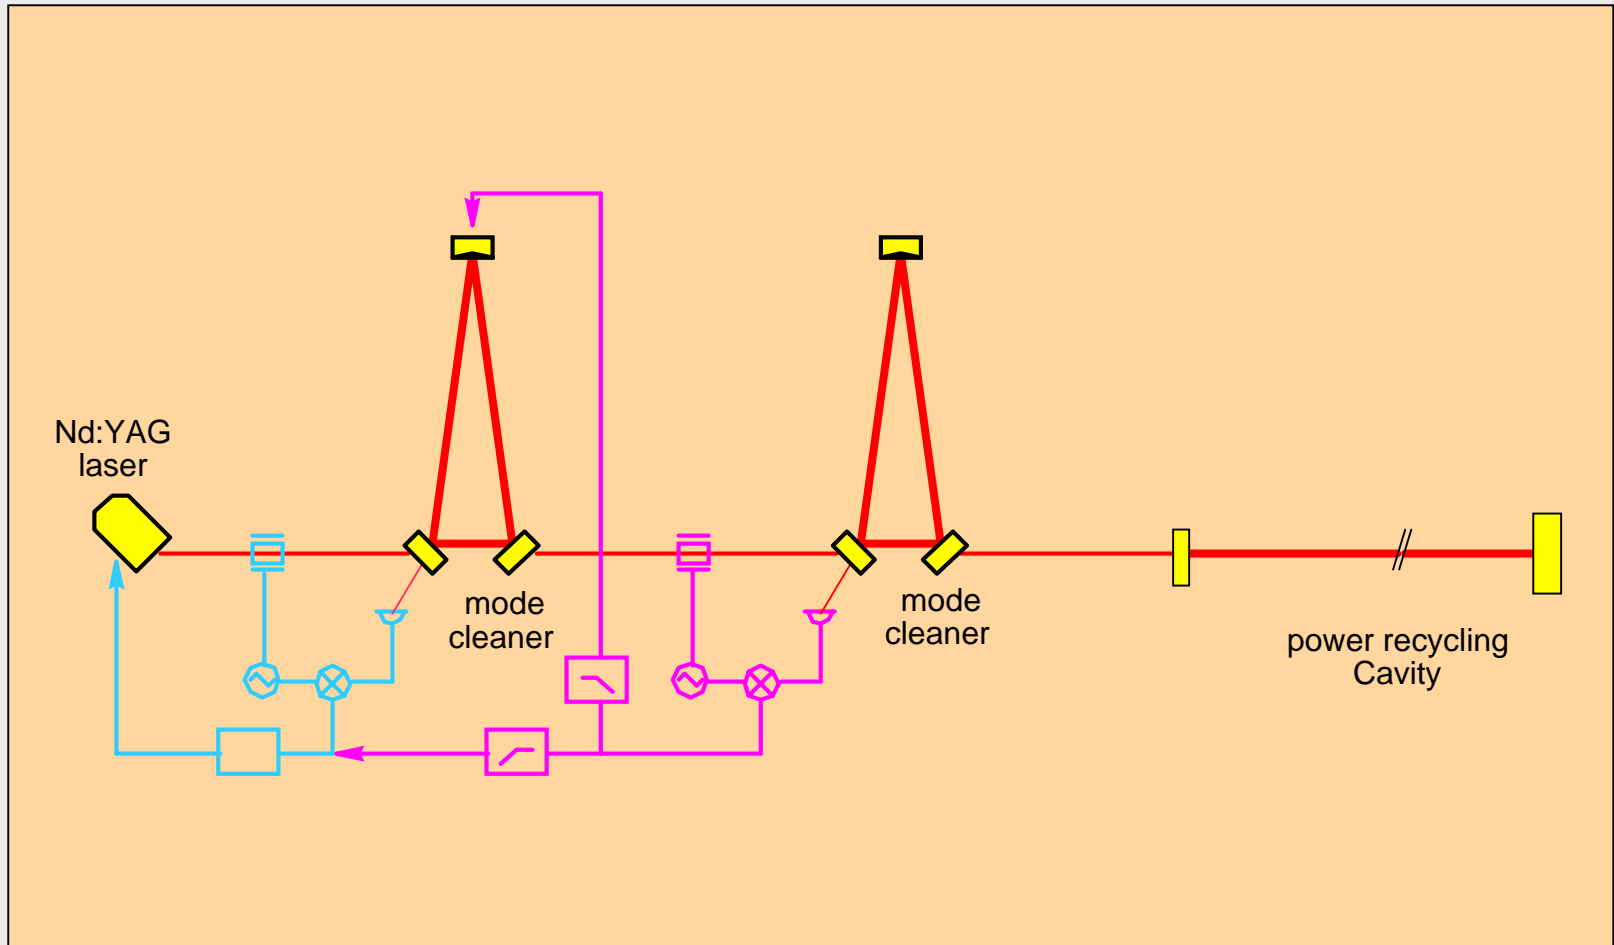 Nd:YAG
laser
mode
cleaner
mode
cleaner
power recycling
Cavity